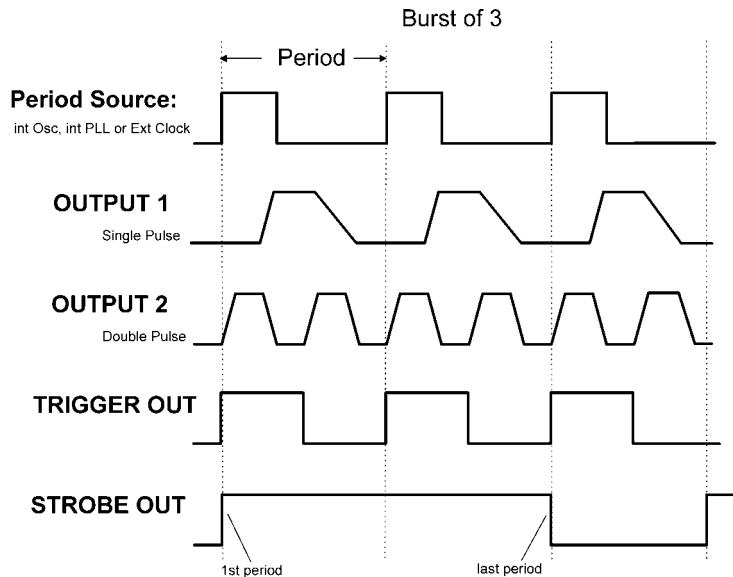 Burst of 3
Period
Period Source:
int Osc, int PLL or Ext Clock
OUTPUT 1
Single Pulse
OUTPUT 2
Double Pulse
TRIGGER OUT
STROBE OUT
1st period
last period